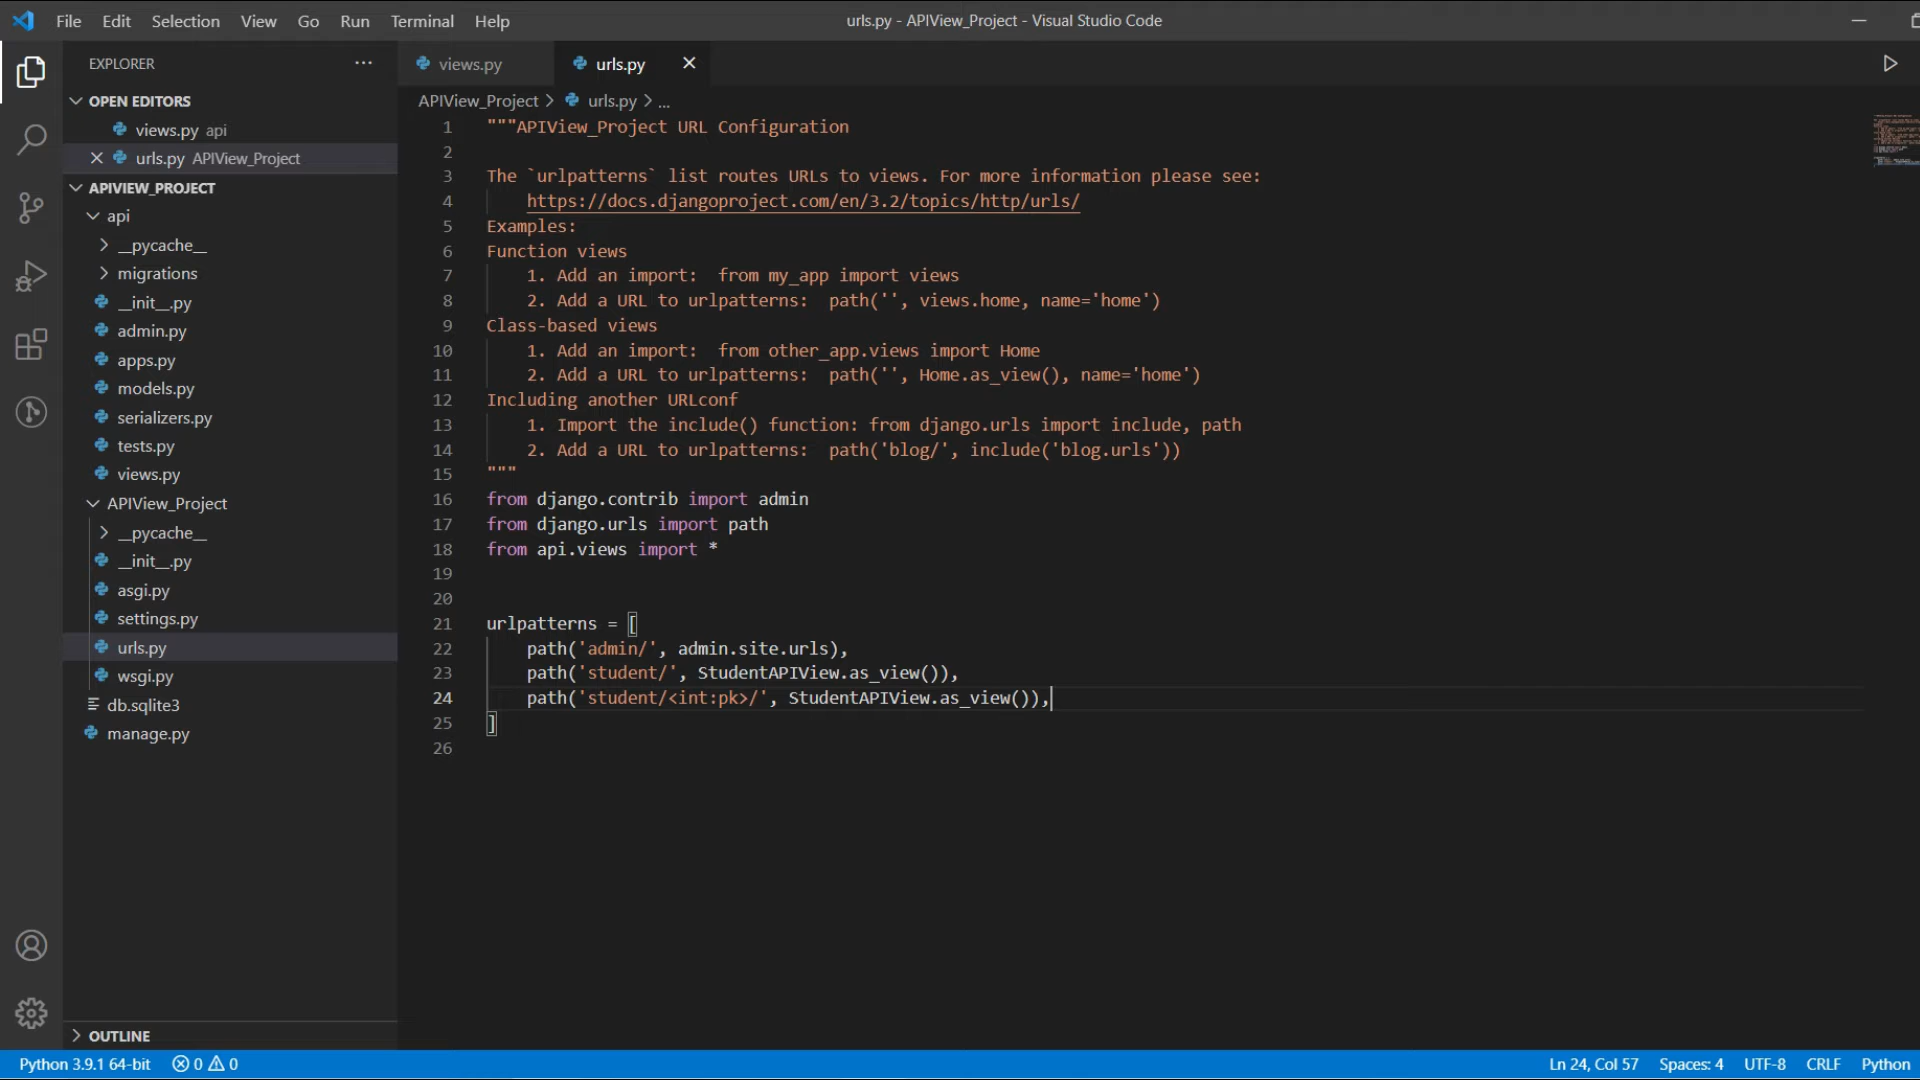 File Edit Selection View Go Run Terminal Help
urls.py - APIView_Project - Visual Studio Code
EXPLORER
OPEN EDITORS
views.py api
urls.py APIView_Project
APIVIEW_PROJECT
api
__pycache__
migrations
__init__.py
admin.py
apps.py
models.py
serializers.py
tests.py
views.py
APIView_Project
__pycache__
__init__.py
asgi.py
settings.py
urls.py
wsgi.py
db.sqlite3
manage.py
OUTLINE
views.py urls.py
APIView_Project > urls.py > ...
1 """APIView_Project URL Configuration
2
3 The `urlpatterns` list routes URLs to views. For more information please see:
4 https://docs.djangoproject.com/en/3.2/topics/http/urls/
5 Examples:
6 Function views
7 1. Add an import:  from my_app import views
8 2. Add a URL to urlpatterns:  path('', views.home, name='home')
9 Class-based views
10 1. Add an import:  from other_app.views import Home
11 2. Add a URL to urlpatterns:  path('', Home.as_view(), name='home')
12 Including another URLconf
13 1. Import the include() function: from django.urls import include, path
14 2. Add a URL to urlpatterns:  path('blog/', include('blog.urls'))
15 """
16 from django.contrib import admin
17 from django.urls import path
18 from api.views import *
19
20
21 urlpatterns = [
22 path('admin/', admin.site.urls),
23 path('student/', StudentAPIView.as_view()),
24 path('student/<int:pk>/', StudentAPIView.as_view()),
25 ]
26
Python 3.9.1 64-bit 0 0 Ln 24, Col 57 Spaces: 4 UTF-8 CRLF Python